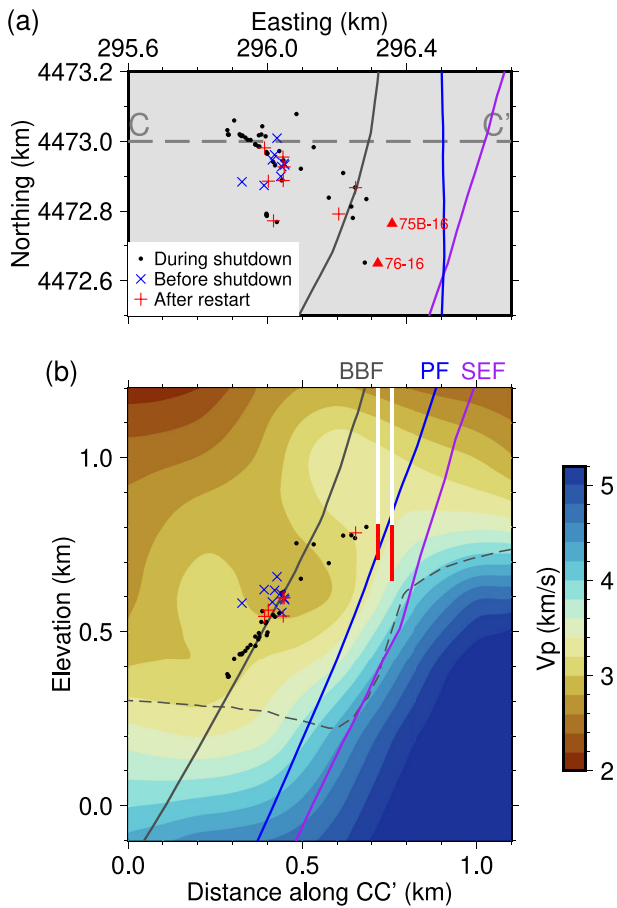 (a)
Easting (km)
295.6 296.0 296.4
4473.2
4473.0
4472.8
4472.6
Northing (km)
C C'
75B-16
76-16
During shutdown
Before shutdown
After restart
(b)
BBF PF SEF
1.0
0.5
0.0
Elevation (km)
0.0 0.5 1.0
Distance along CC' (km)
5
4
3
2
Vp (km/s)